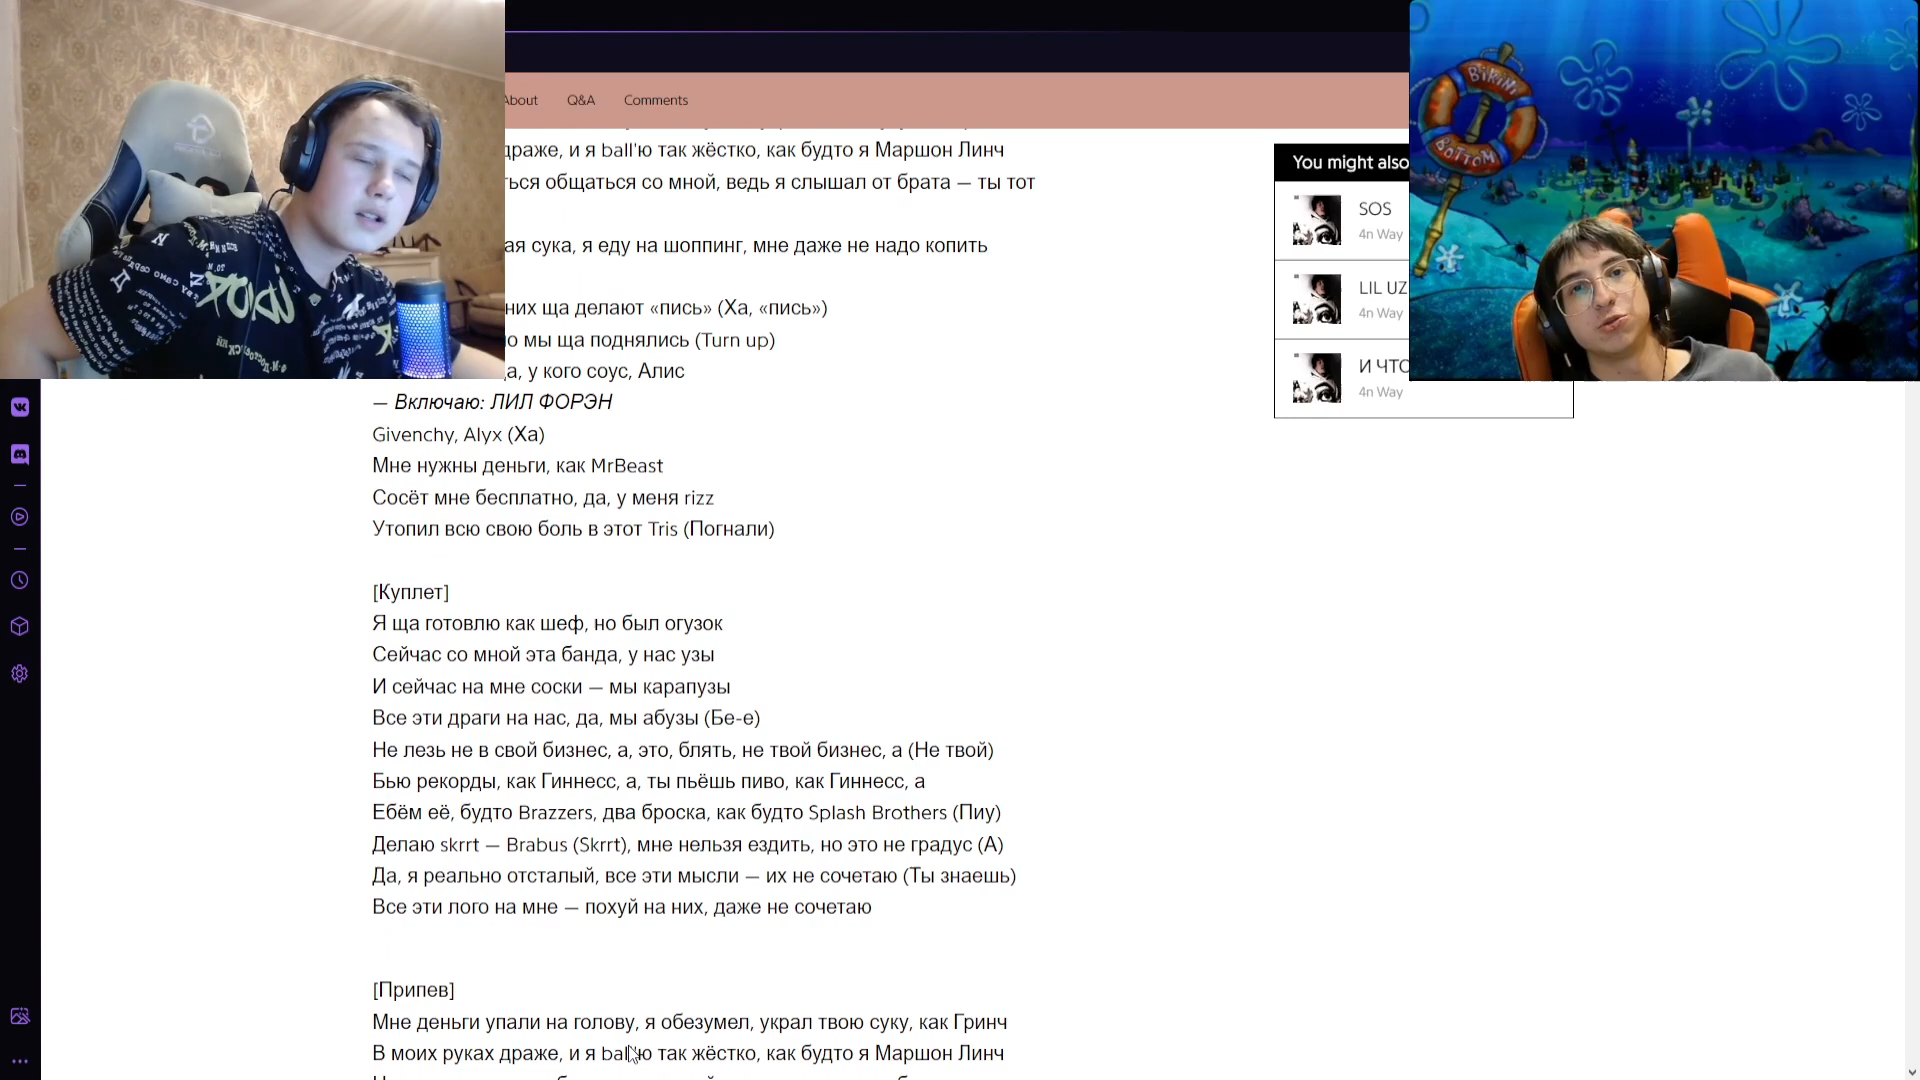 About
Q&A
Comments
драже, и я ball'ю так жёстко, как будто я Маршон Линч
ться общаться со мной, ведь я слышал от брата — ты тот
ая сука, я еду на шоппинг, мне даже не надо копить
них ща делают «пись» (Ха, «пись»)
о мы ща поднялись (Turn up)
да, у кого соус, Алис
— Включаю: ЛИЛ ФОРЭН
Givenchy, Alyx (Ха)
Мне нужны деньги, как MrBeast
Сосёт мне бесплатно, да, у меня rizz
Утопил всю свою боль в этот Tris (Погнали)
[Куплет]
Я ща готовлю как шеф, но был огузок
Сейчас со мной эта банда, у нас узы
И сейчас на мне соски — мы карапузы
Все эти драги на нас, да, мы абузы (Бе-е)
Не лезь не в свой бизнес, а, это, блять, не твой бизнес, а (Не твой)
Бью рекорды, как Гиннесс, а, ты пьёшь пиво, как Гиннесс, а
Ебём её, будто Brazzers, два броска, как будто Splash Brothers (Пиу)
Делаю skrrt — Brabus (Skrrt), мне нельзя ездить, но это не градус (А)
Да, я реально отсталый, все эти мысли — их не сочетаю (Ты знаешь)
Все эти лого на мне — похуй на них, даже не сочетаю
[Припев]
Мне деньги упали на голову, я обезумел, украл твою суку, как Гринч
В моих руках драже, и я ball'ю так жёстко, как будто я Маршон Линч
You might also
SOS
4n Way
LIL UZ
4n Way
И ЧТО
4n Way
BIKINI
BOTTOM